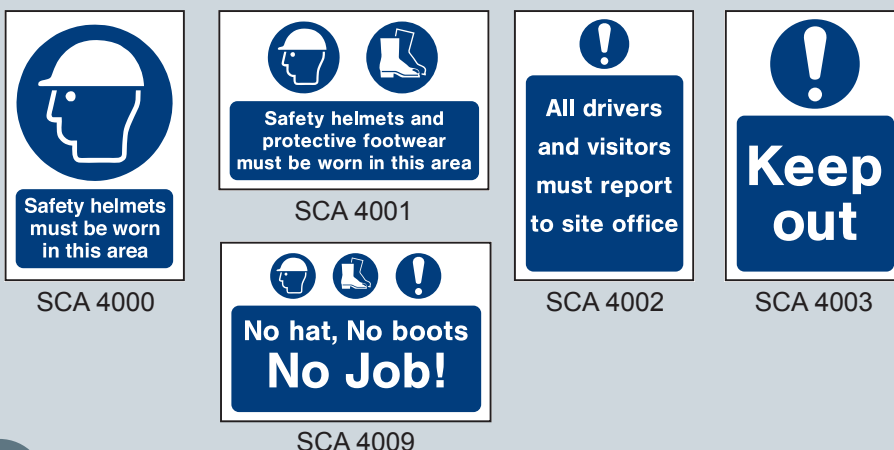 Safety helmets
must be worn
in this area
SCA 4000
Safety helmets and
protective footwear
must be worn in this area
SCA 4001
No hat, No boots
No Job!
SCA 4009
All drivers
and visitors
must report
to site office
SCA 4002
Keep
out
SCA 4003